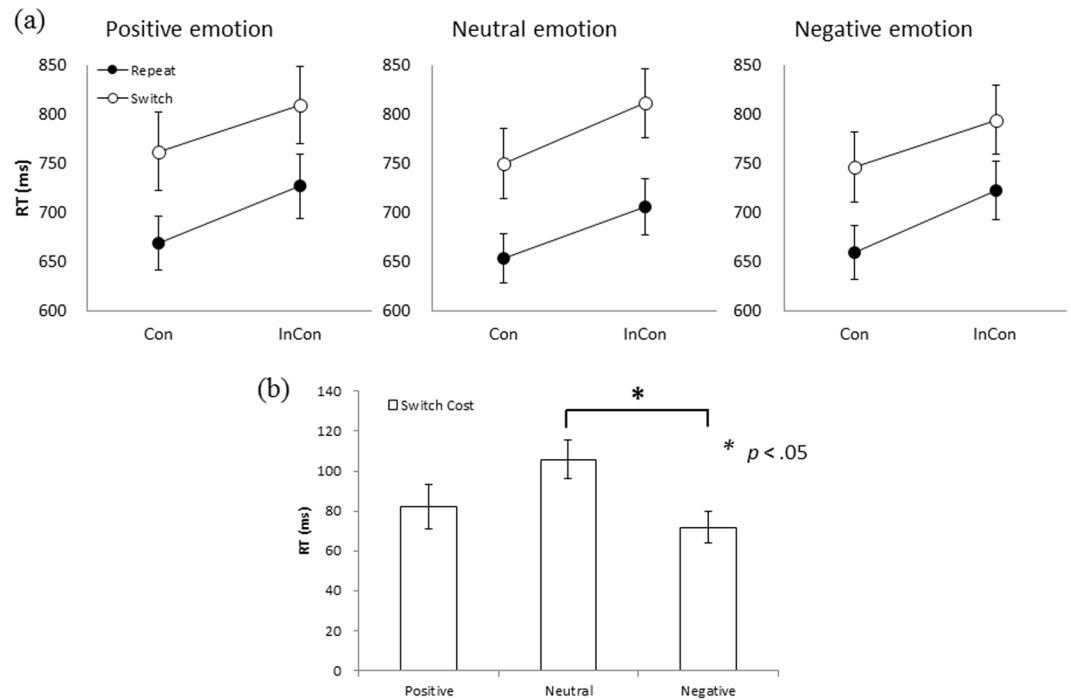 (a)
Positive emotion
Neutral emotion
Negative emotion
850
800
750
700
650
600
RT (ms)
Repeat
Switch
Con
InCon
850
800
750
700
650
600
Con
InCon
850
800
750
700
650
600
Con
InCon
(b)
140
120
100
80
60
40
20
0
RT (ms)
Switch Cost
*
* p < .05
Positive
Neutral
Negative